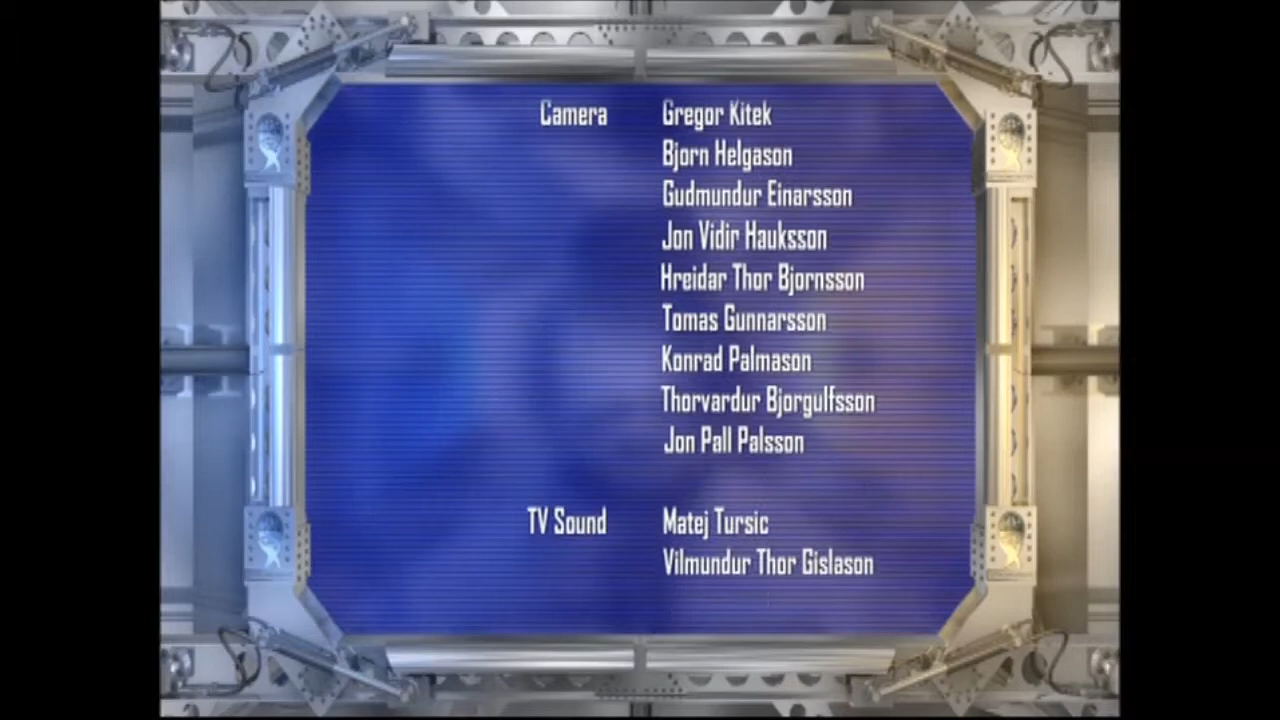 Camera Gregor Kitek
Bjorn Helgason
Gudmundur Einarsson
Jon Vidir Hauksson
Hreidar Thor Bjornsson
Tomas Gunnarsson
Konrad Palmason
Thorvardur Bjorgulfsson
Jon Pall Palsson
TV Sound Matej Tursic
Vilmundur Thor Gislason